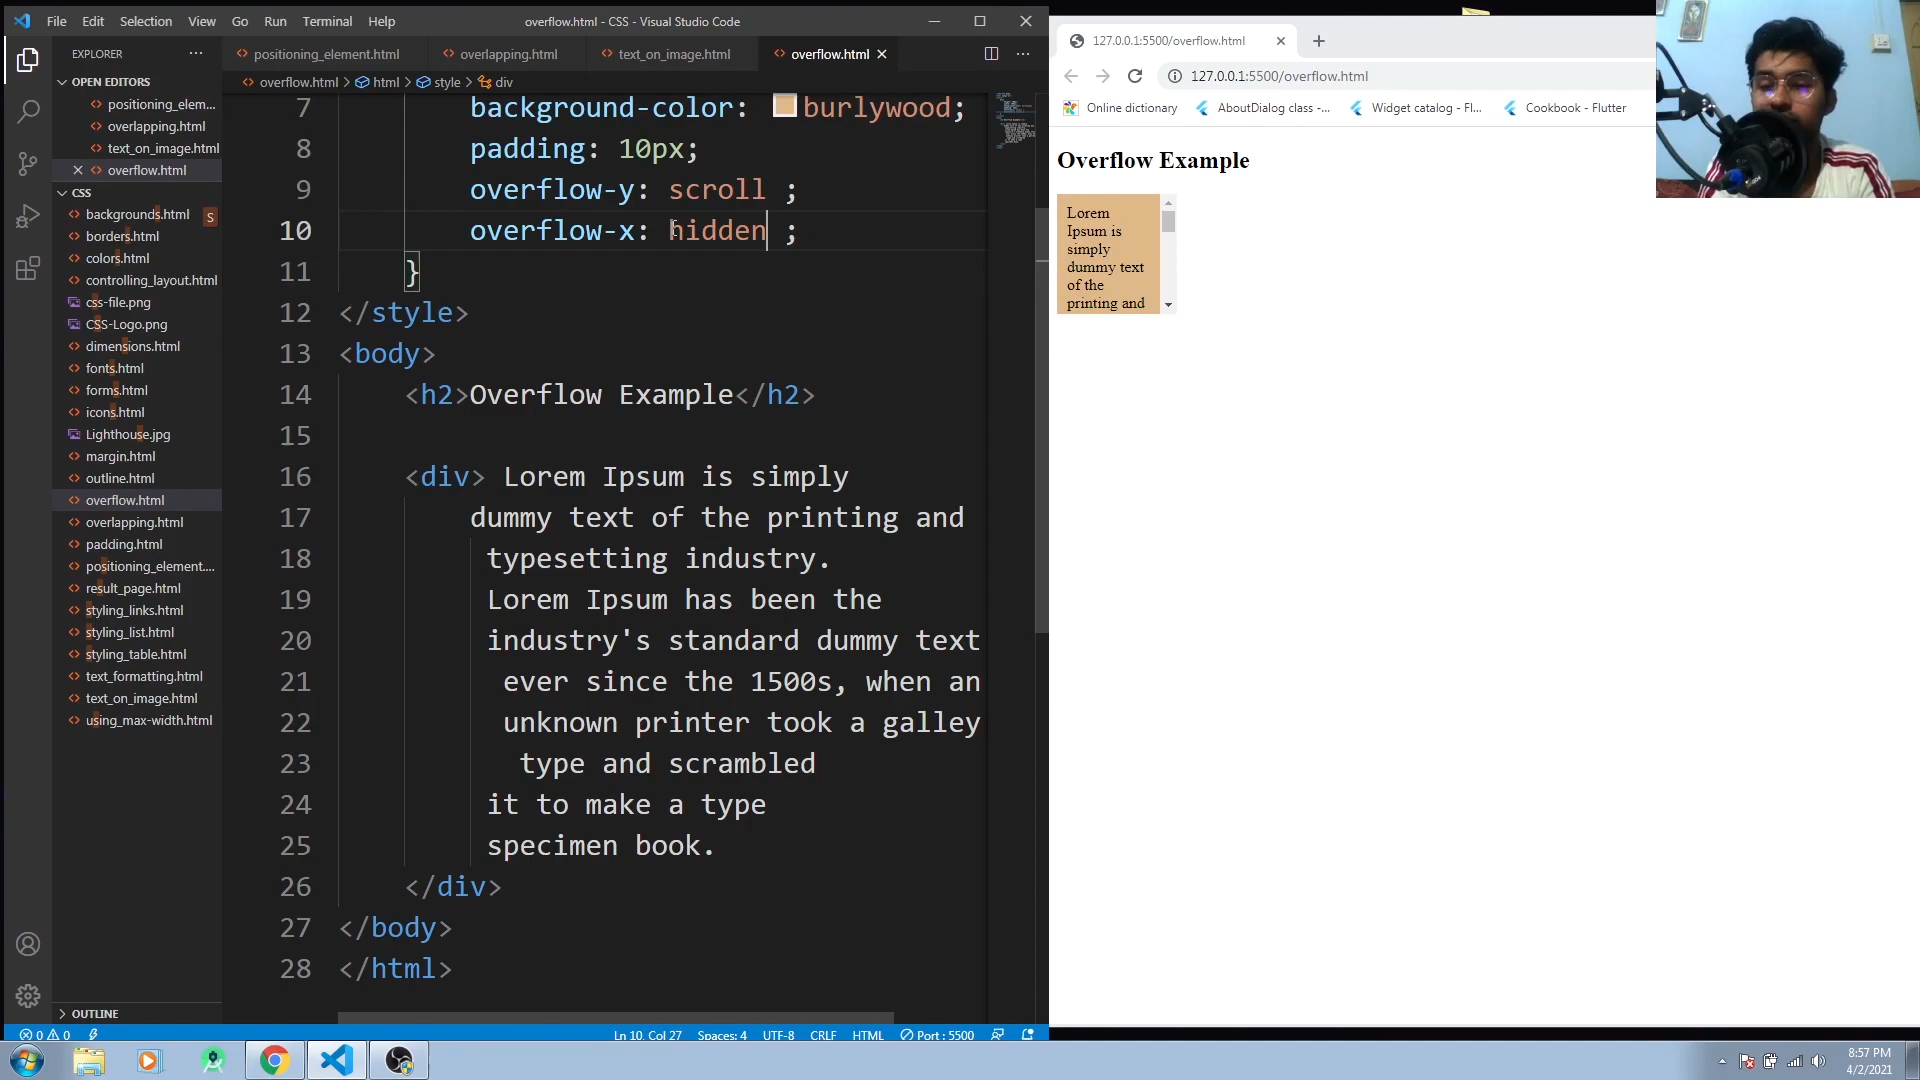 File Edit Selection View Go Run Terminal Help
overflow.html - CSS - Visual Studio Code
EXPLORER
OPEN EDITORS
positioning_elem...
overlapping.html
text_on_image.html
overflow.html
CSS
backgrounds.html
S
borders.html
colors.html
controlling_layout.html
css-file.png
CSS-Logo.png
dimensions.html
fonts.html
forms.html
icons.html
Lighthouse.jpg
margin.html
outline.html
overflow.html
overlapping.html
padding.html
positioning_element....
result_page.html
styling_links.html
styling_list.html
styling_table.html
text_formatting.html
text_on_image.html
using_max-width.html
OUTLINE
positioning_element.html overlapping.html text_on_image.html overflow.html
overflow.html > html > style > div
7 background-color: burlywood;
8 padding: 10px;
9 overflow-y: scroll ;
10 overflow-x: hidden ;
11 }
12 </style>
13 <body>
14 <h2>Overflow Example</h2>
15
16 <div> Lorem Ipsum is simply
17 dummy text of the printing and
18 typesetting industry.
19 Lorem Ipsum has been the
20 industry's standard dummy text
21 ever since the 1500s, when an
22 unknown printer took a galley
23 type and scrambled
24 it to make a type
25 specimen book.
26 </div>
27 </body>
28 </html>
0 0
Ln 10, Col 27 Spaces: 4 UTF-8 CRLF HTML Port : 5500
127.0.0.1:5500/overflow.html
127.0.0.1:5500/overflow.html
Online dictionary AboutDialog class -... Widget catalog - Fl... Cookbook - Flutter
Overflow Example
Lorem
Ipsum is
simply
dummy text
of the
printing and
8:57 PM
4/2/2021